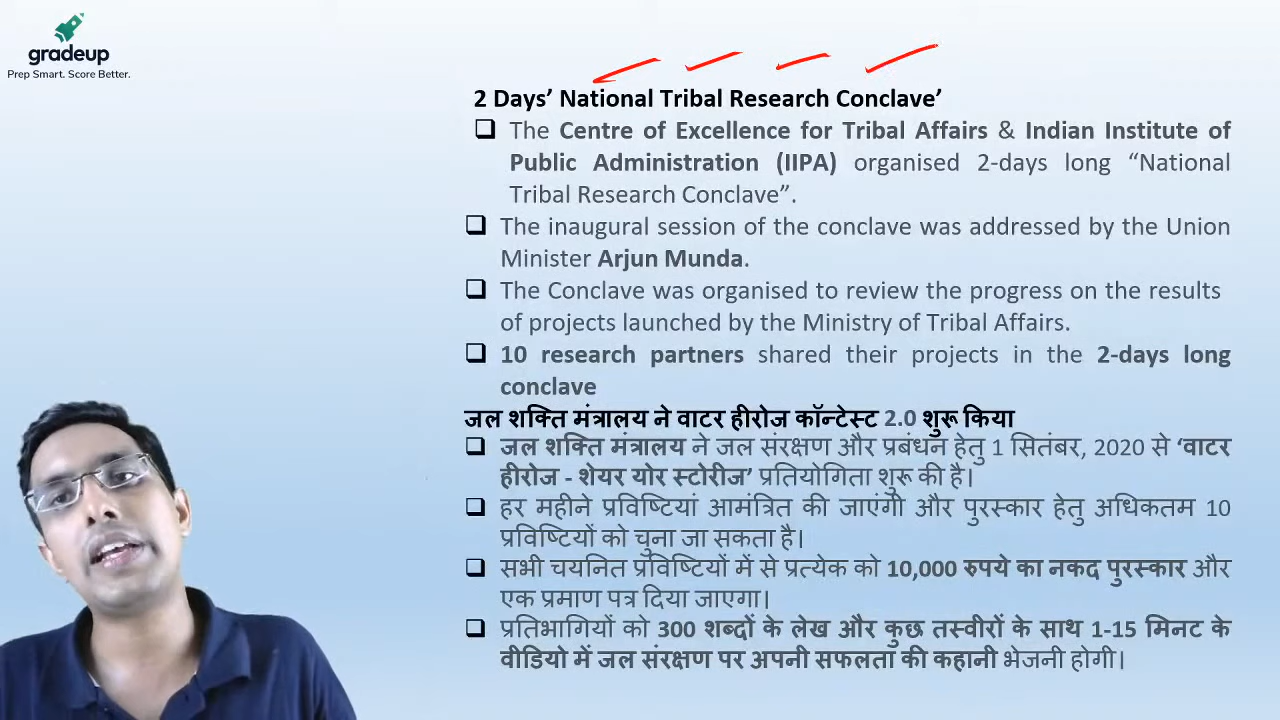 gradeup
Prep Smart. Score Better.
2 Days’ National Tribal Research Conclave’
The Centre of Excellence for Tribal Affairs & Indian Institute of
Public Administration (IIPA) organised 2-days long “National
Tribal Research Conclave”.
The inaugural session of the conclave was addressed by the Union
Minister Arjun Munda.
The Conclave was organised to review the progress on the results
of projects launched by the Ministry of Tribal Affairs.
10 research partners shared their projects in the 2-days long
conclave
जल शक्ति मंत्रालय ने वाटर हीरोज कॉन्टेस्ट 2.0 शुरू किया
जल शक्ति मंत्रालय ने जल संरक्षण और प्रबंधन हेतु 1 सितंबर, 2020 से ‘वाटर
हीरोज - शेयर योर स्टोरीज’ प्रतियोगिता शुरू की है।
हर महीने प्रविष्टियां आमंत्रित की जाएंगी और पुरस्कार हेतु अधिकतम 10
प्रविष्टियों को चुना जा सकता है।
सभी चयनित प्रविष्टियों में से प्रत्येक को 10,000 रुपये का नकद पुरस्कार और
एक प्रमाण पत्र दिया जाएगा।
प्रतिभागियों को 300 शब्दों के लेख और कुछ तस्वीरों के साथ 1-15 मिनट के
वीडियो में जल संरक्षण पर अपनी सफलता की कहानी भेजनी होगी।